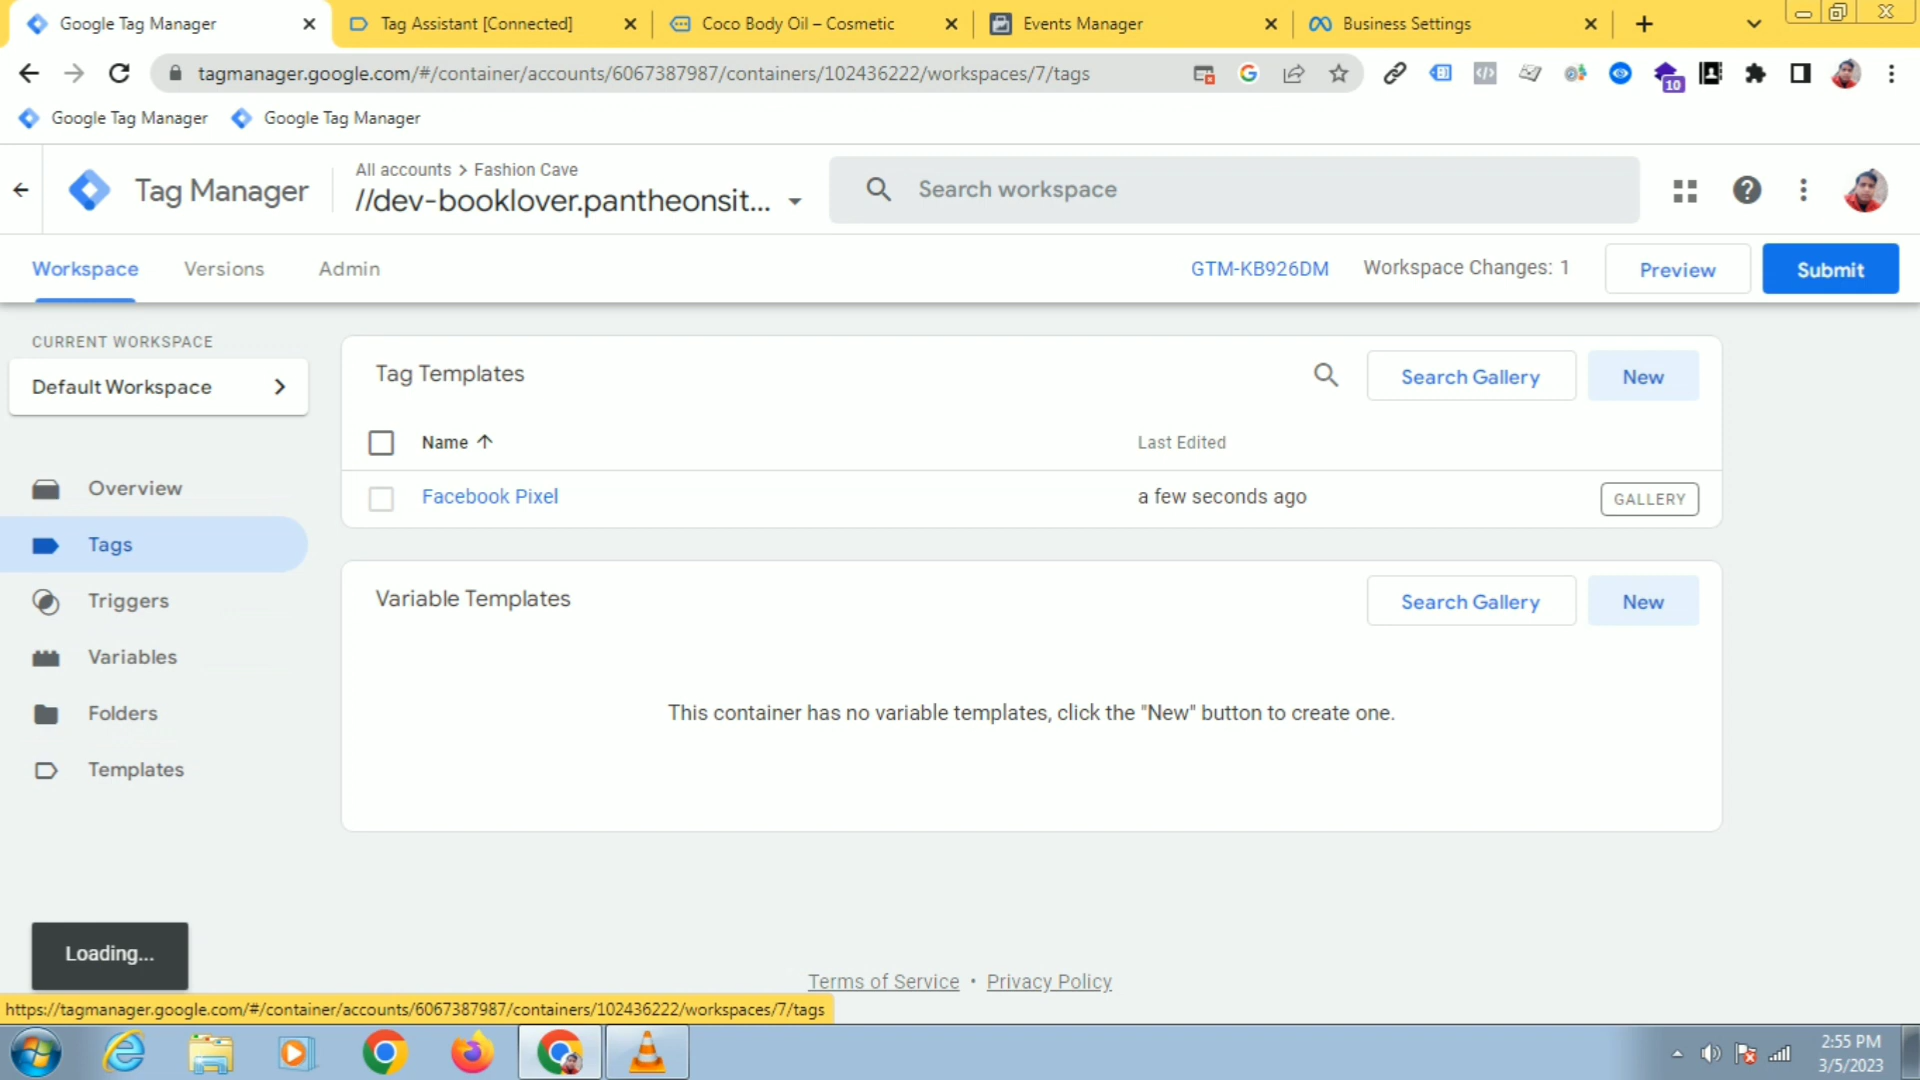 Google Tag Manager
Tag Assistant [Connected]
Coco Body Oil – Cosmetic
Events Manager
Business Settings
tagmanager.google.com/#/container/accounts/6067387987/containers/102436222/workspaces/7/tags
10
Google Tag Manager
Google Tag Manager
Tag Manager
All accounts > Fashion Cave
//dev-booklover.pantheonsit...
Search workspace
Workspace
Versions
Admin
GTM-KB926DM
Workspace Changes: 1
Preview
Submit
CURRENT WORKSPACE
Default Workspace
Overview
Tags
Triggers
Variables
Folders
Templates
Tag Templates
Search Gallery
New
Name
Last Edited
Facebook Pixel
a few seconds ago
GALLERY
Variable Templates
Search Gallery
New
This container has no variable templates, click the "New" button to create one.
Loading...
Terms of Service • Privacy Policy
https://tagmanager.google.com/#/container/accounts/6067387987/containers/102436222/workspaces/7/tags
2:55 PM
3/5/2023